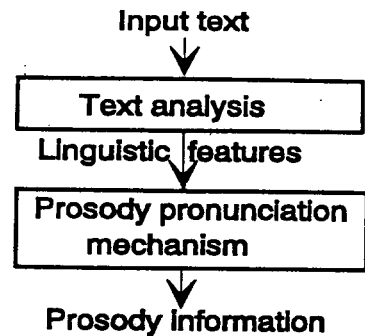 Input text
Text analysis
Linguistic features
Prosody pronunciation
mechanism
Prosody information